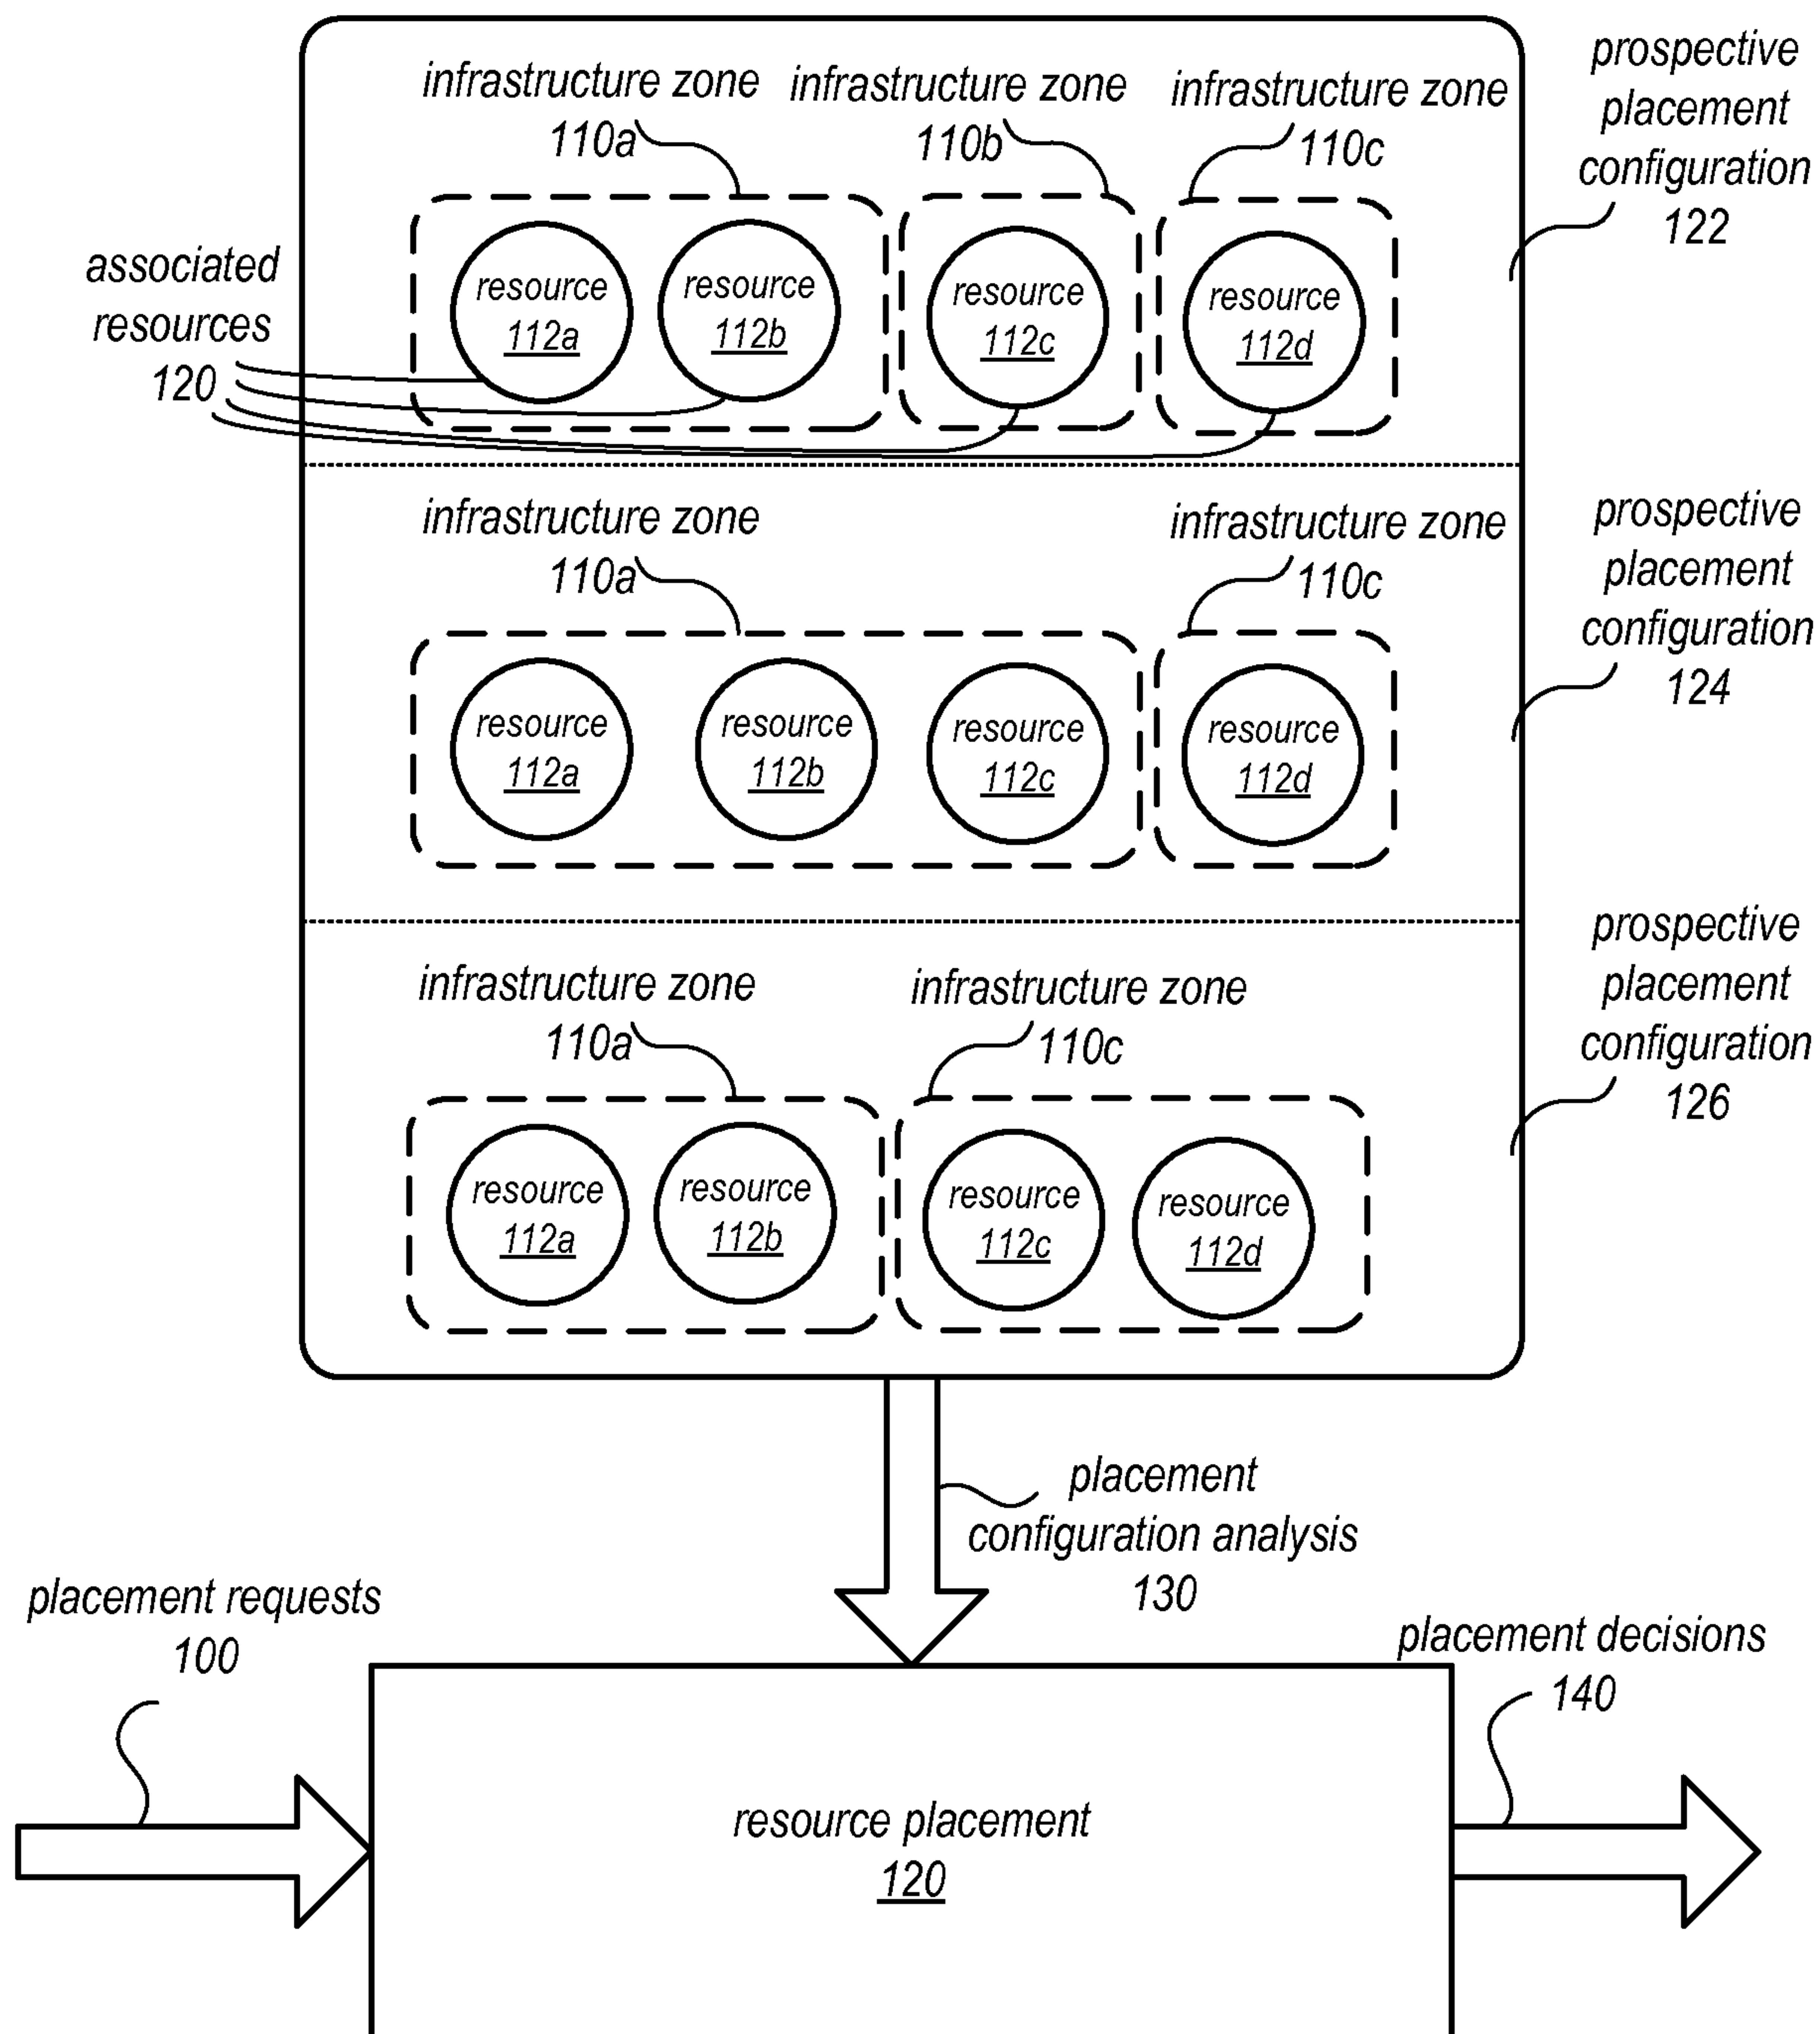 infrastructure zone
110a
infrastructure zone
110b
infrastructure zone
110c
prospective
placement
configuration
122
associated
resources
120
resource
112a
resource
112b
resource
112c
resource
112d
infrastructure zone
110a
infrastructure zone
110c
prospective
placement
configuration
124
resource
112a
resource
112b
resource
112c
resource
112d
infrastructure zone
110a
infrastructure zone
110c
prospective
placement
configuration
126
resource
112a
resource
112b
resource
112c
resource
112d
placement
configuration analysis
130
placement requests
100
placement decisions
140
resource placement
120